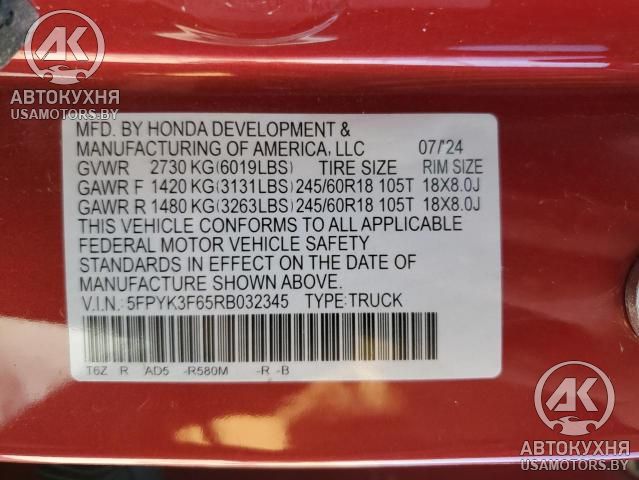 AK
АВТОКУХНЯ
USAMOTORS.BY
MFD. BY HONDA DEVELOPMENT &
MANUFACTURING OF AMERICA, LLC 07/'24
GVWR 2730 KG(6019LBS) TIRE SIZE RIM SIZE
GAWR F 1420 KG(3131LBS)245/60R18 105T 18X8.0J
GAWR R 1480 KG(3263LBS)245/60R18 105T 18X8.0J
THIS VEHICLE CONFORMS TO ALL APPLICABLE
FEDERAL MOTOR VEHICLE SAFETY
STANDARDS IN EFFECT ON THE DATE OF
MANUFACTURE SHOWN ABOVE.
V.I.N.: 5FPYK3F65RB032345 TYPE:TRUCK
T6Z R AD5 -R580M -R -B
AK
АВТОКУХНЯ
USAMOTORS.BY